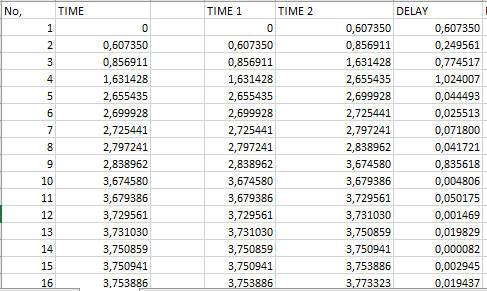 No, TIME TIME 1 TIME 2 DELAY
1 0 0 0,607350 0,607350
2 0,607350 0,607350 0,856911 0,249561
3 0,856911 0,856911 1,631428 0,774517
4 1,631428 1,631428 2,655435 1,024007
5 2,655435 2,655435 2,699928 0,044493
6 2,699928 2,699928 2,725441 0,025513
7 2,725441 2,725441 2,797241 0,071800
8 2,797241 2,797241 2,838962 0,041721
9 2,838962 2,838962 3,674580 0,835618
10 3,674580 3,674580 3,679386 0,004806
11 3,679386 3,679386 3,729561 0,050175
12 3,729561 3,729561 3,731030 0,001469
13 3,731030 3,731030 3,750859 0,019829
14 3,750859 3,750859 3,750941 0,000082
15 3,750941 3,750941 3,753886 0,002945
16 3,753886 3,753886 3,773323 0,019437